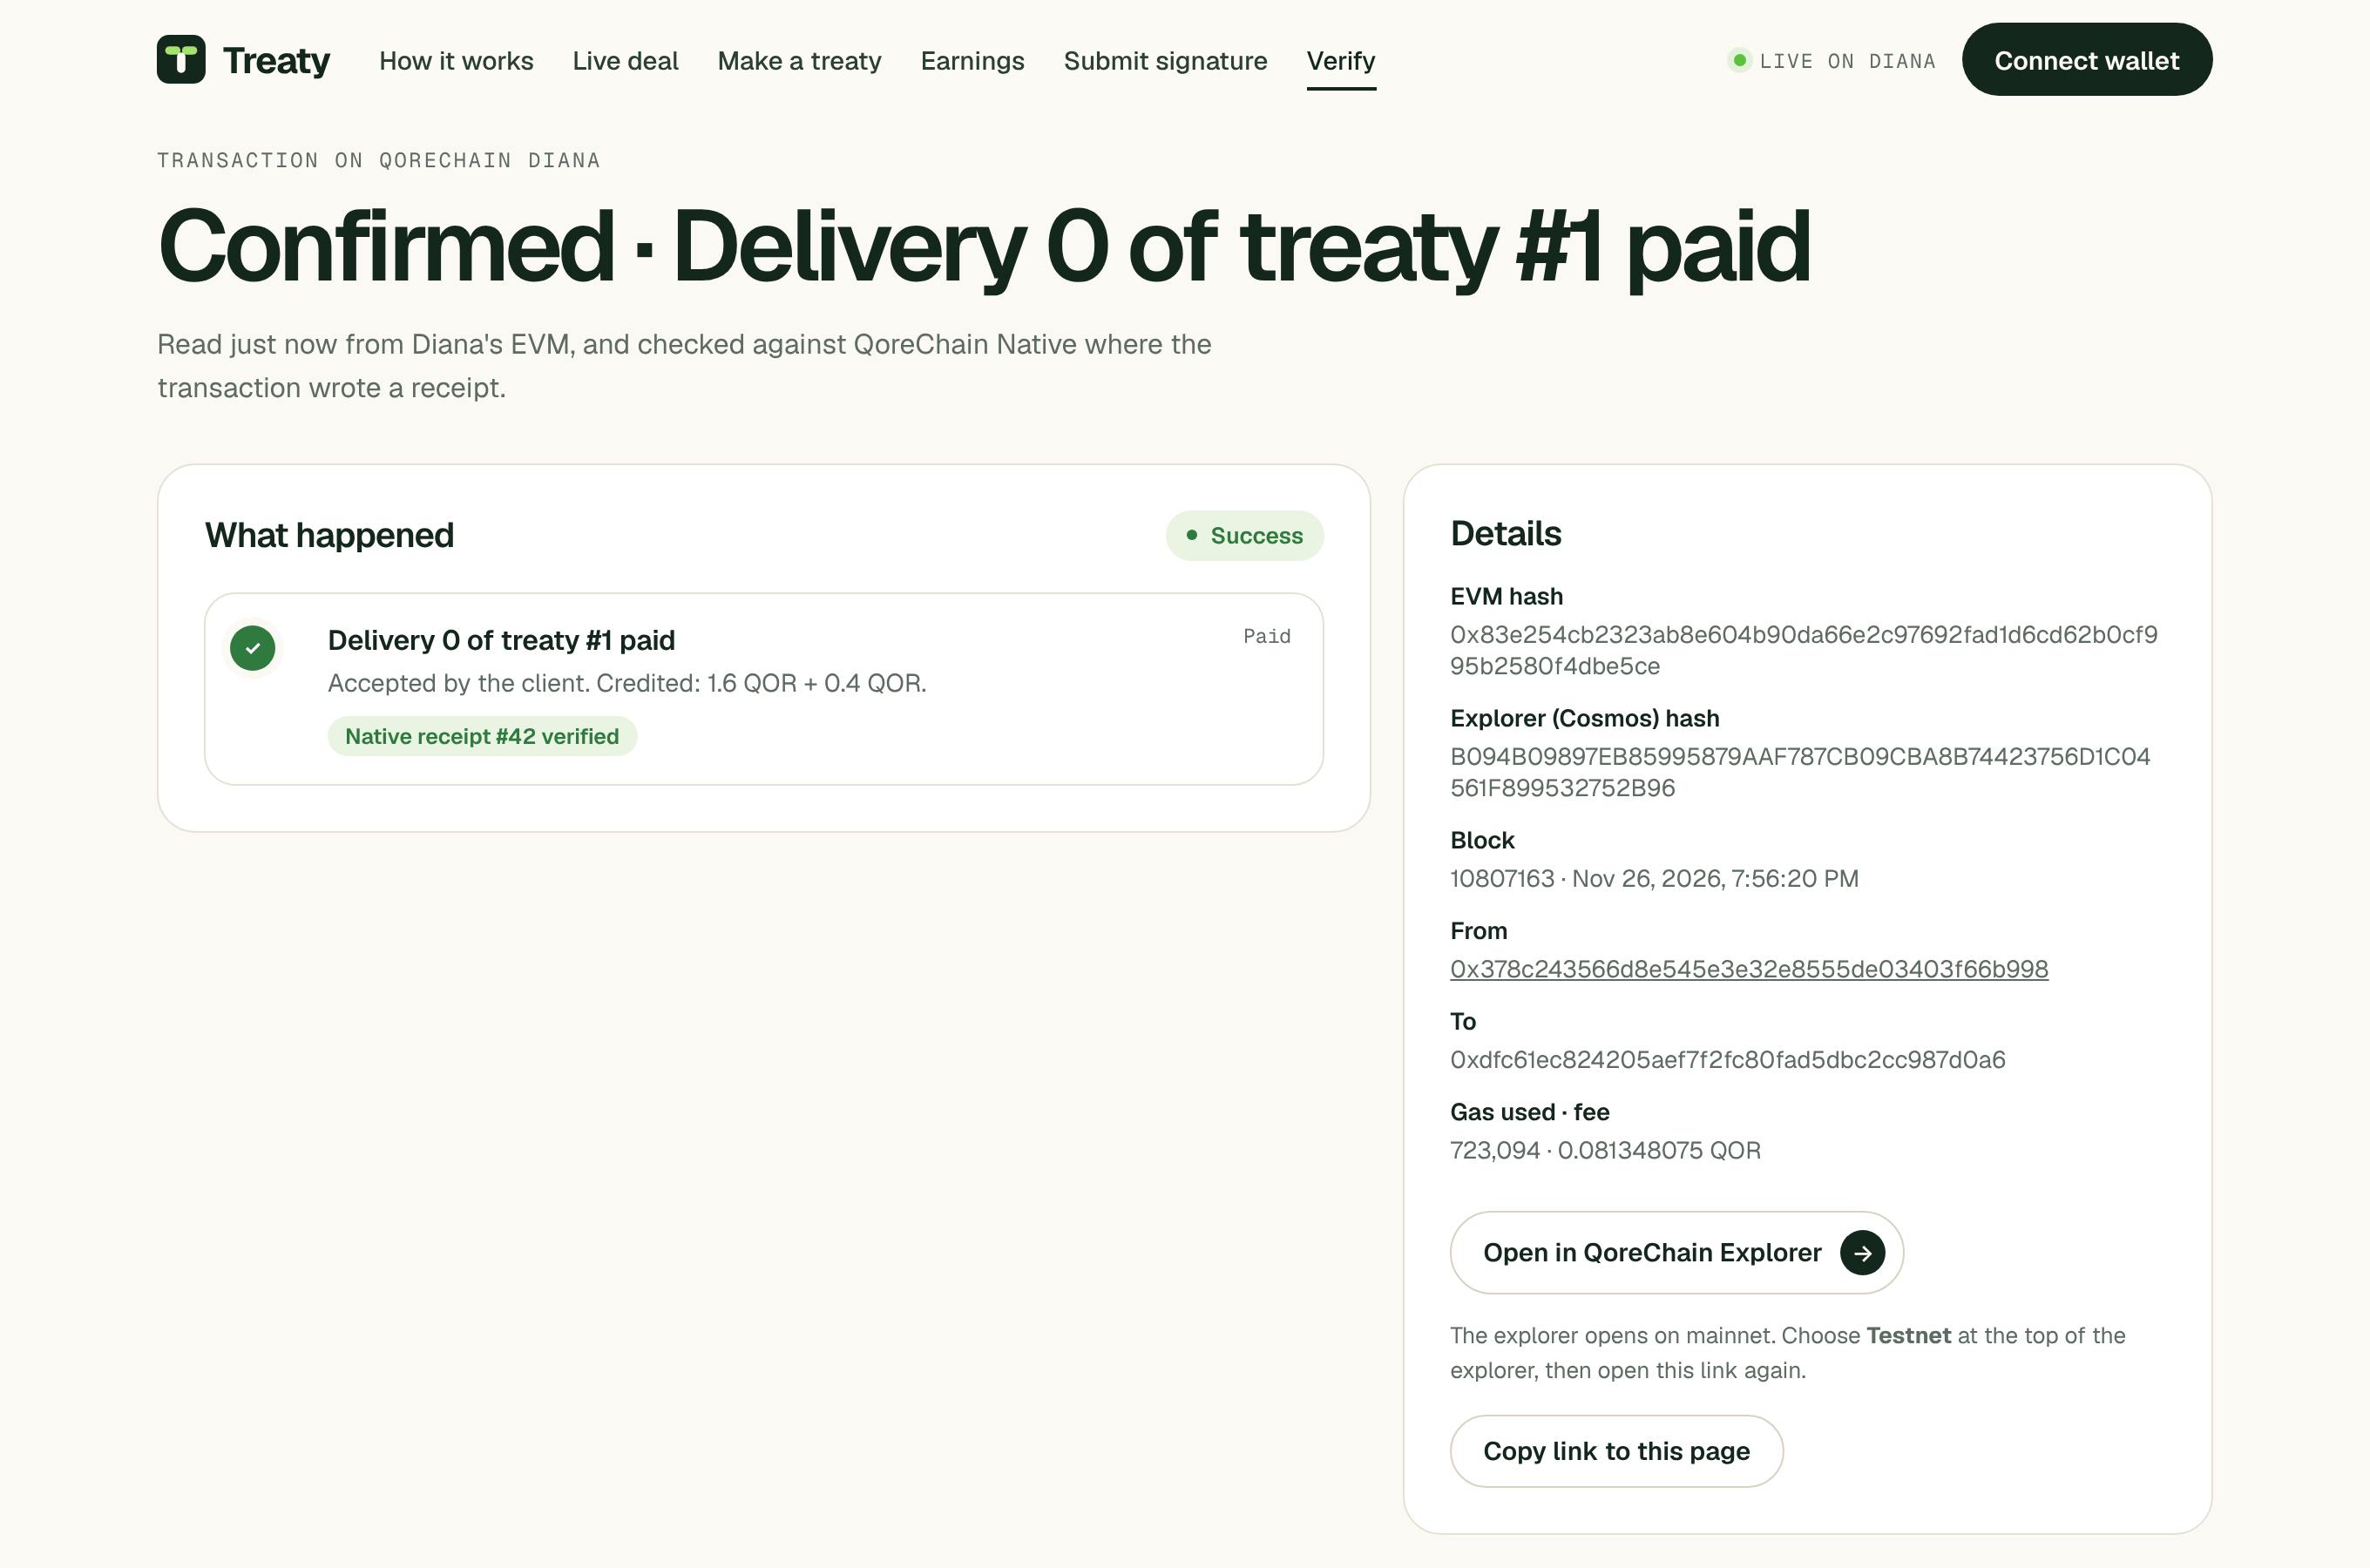 Treaty
How it works
Live deal
Make a treaty
Earnings
Submit signature
Verify
LIVE ON DIANA
Connect wallet
TRANSACTION ON QORECHAIN DIANA
Confirmed · Delivery 0 of treaty #1 paid
Read just now from Diana's EVM, and checked against QoreChain Native where the
transaction wrote a receipt.
What happened
Success
Delivery 0 of treaty #1 paid
Paid
Accepted by the client. Credited: 1.6 QOR + 0.4 QOR.
Native receipt #42 verified
Details
EVM hash
0x83e254cb2323ab8e604b90da66e2c97692fad1d6cd62b0cf9
95b2580f4dbe5ce
Explorer (Cosmos) hash
B094B09897EB85995879AAF787CB09CBA8B74423756D1C04
561F899532752B96
Block
10807163 · Nov 26, 2026, 7:56:20 PM
From
0x378c243566d8e545e3e32e8555de03403f66b998
To
0xdfc61ec824205aef7f2fc80fad5dbc2cc987d0a6
Gas used · fee
723,094 · 0.081348075 QOR
Open in QoreChain Explorer
The explorer opens on mainnet. Choose Testnet at the top of the
explorer, then open this link again.
Copy link to this page